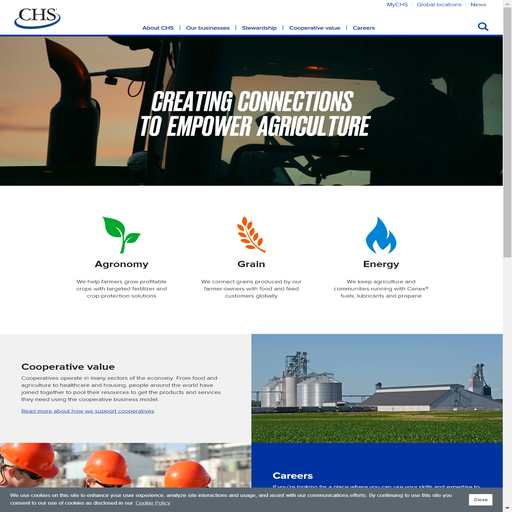 CHS
MyCHS
Global locations
News
About CHS
Our businesses
Stewardship
Cooperative value
Careers
CREATING CONNECTIONS
TO EMPOWER AGRICULTURE
Agronomy
We help farmers grow profitable
crops with targeted fertilizer and
crop protection solutions
Grain
We connect grains produced by our
farmer-owners with food and feed
customers globally
Energy
We keep agriculture and
communities running with Cenex®
fuels, lubricants and propane
Cooperative value
Cooperatives operate in many sectors of the economy. From food and
agriculture to healthcare and housing, people around the world have
joined together to pool their resources to get the products and services
they need using the cooperative business model.
Read more about how we support cooperatives
Careers
If you're looking for a place where you can use your skills and expertise to
We use cookies on this site to enhance your user experience, analyze site interactions and usage, and assist with our communications efforts. By continuing to use this site you
consent to our use of cookies as disclosed in our Cookie Policy
Close